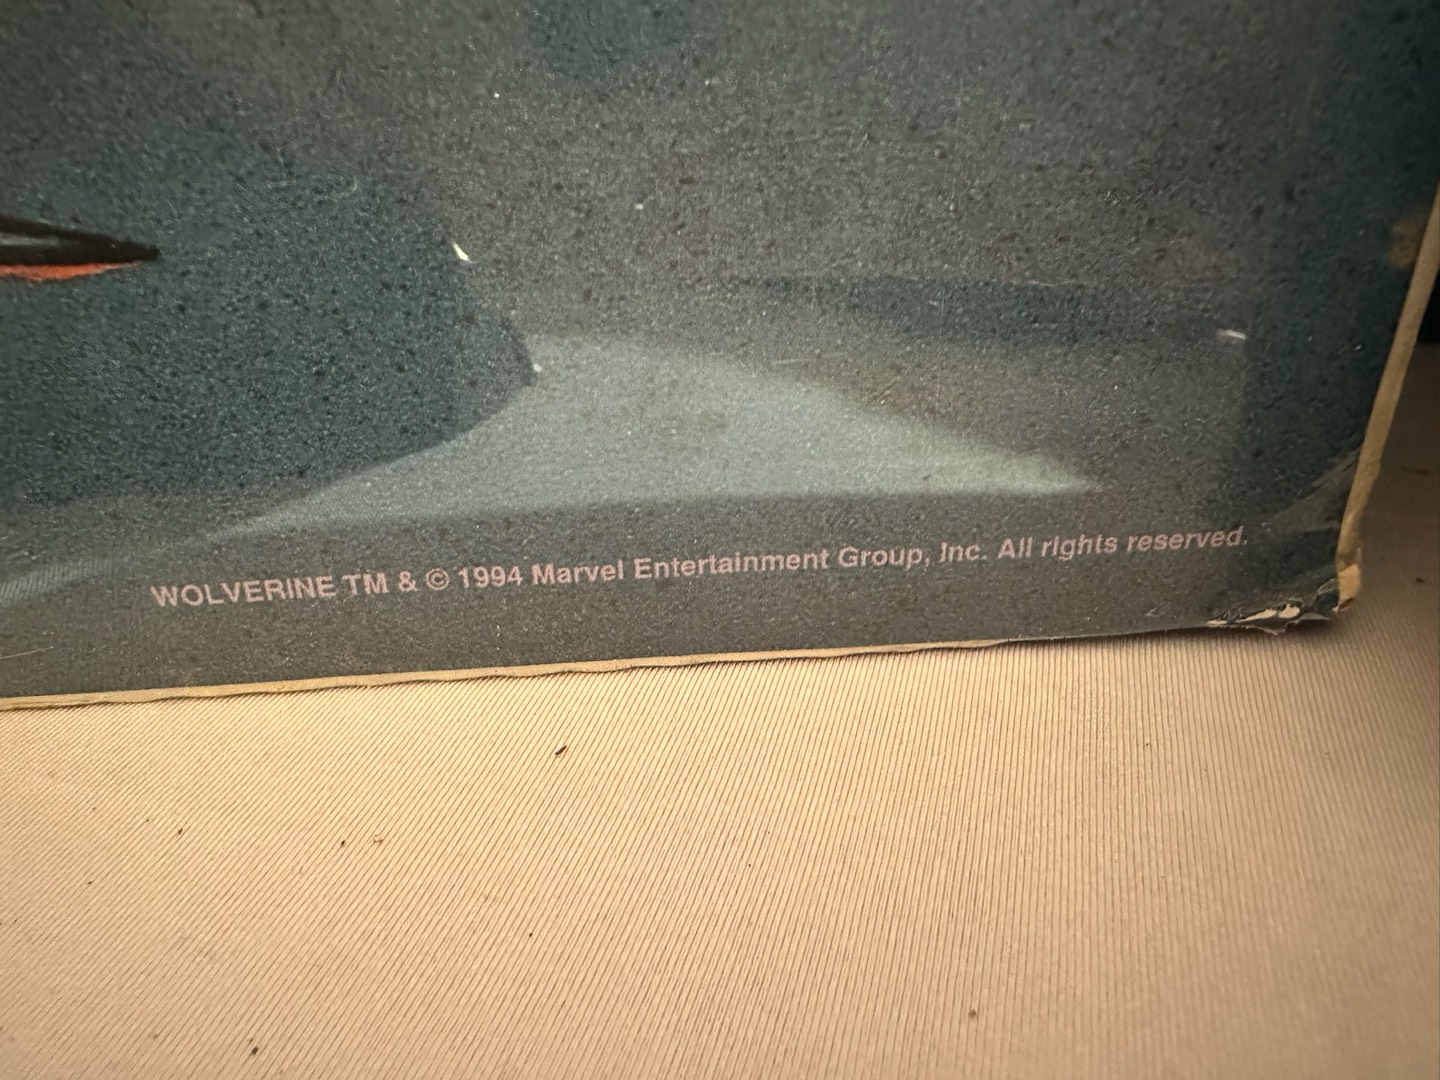 WOLVERINE TM & © 1994 Marvel Entertainment Group, Inc. All rights reserved.